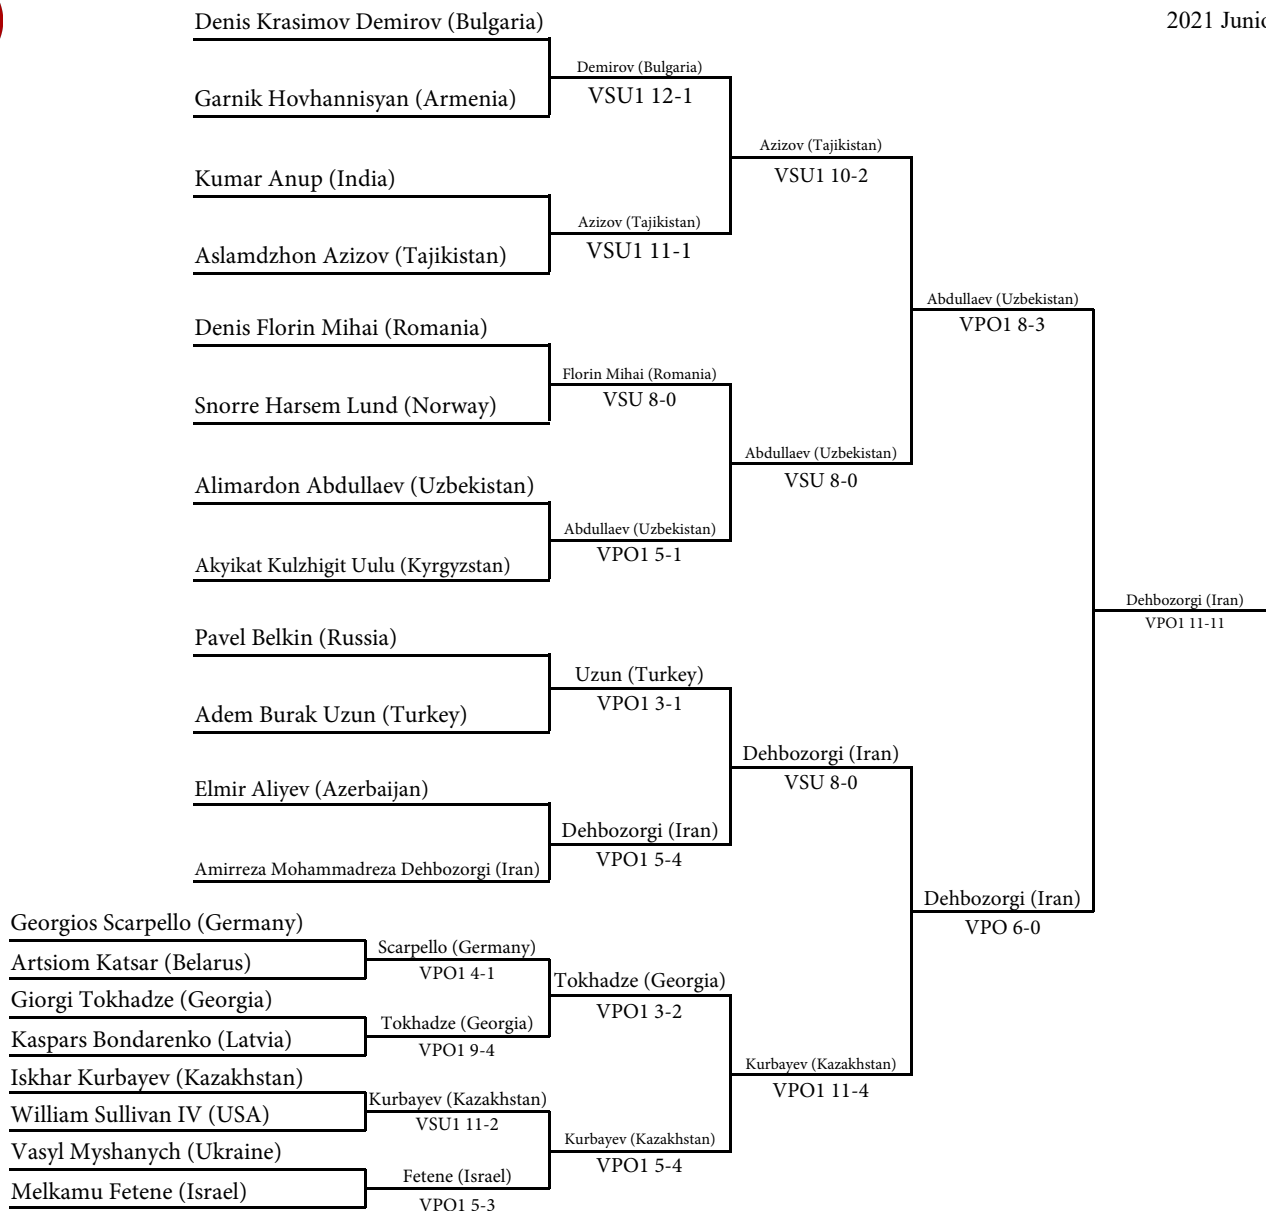 Denis Krasimov Demirov (Bulgaria)
2021 Junio
Demirov (Bulgaria)
VSU1 12-1
Garnik Hovhannisyan (Armenia)
Azizov (Tajikistan)
VSU1 10-2
Kumar Anup (India)
Azizov (Tajikistan)
VSU1 11-1
Aslamdzhon Azizov (Tajikistan)
Abdullaev (Uzbekistan)
VPO1 8-3
Denis Florin Mihai (Romania)
Florin Mihai (Romania)
VSU 8-0
Snorre Harsem Lund (Norway)
Abdullaev (Uzbekistan)
VSU 8-0
Alimardon Abdullaev (Uzbekistan)
Abdullaev (Uzbekistan)
VPO1 5-1
Akyikat Kulzhigit Uulu (Kyrgyzstan)
Dehbozorgi (Iran)
VPO1 11-11
Pavel Belkin (Russia)
Uzun (Turkey)
VPO1 3-1
Adem Burak Uzun (Turkey)
Dehbozorgi (Iran)
VSU 8-0
Elmir Aliyev (Azerbaijan)
Dehbozorgi (Iran)
VPO1 5-4
Amirreza Mohammadreza Dehbozorgi (Iran)
Dehbozorgi (Iran)
VPO 6-0
Georgios Scarpello (Germany)
Scarpello (Germany)
VPO1 4-1
Artsiom Katsar (Belarus)
Tokhadze (Georgia)
VPO1 3-2
Giorgi Tokhadze (Georgia)
Tokhadze (Georgia)
VPO1 9-4
Kaspars Bondarenko (Latvia)
Kurbayev (Kazakhstan)
VPO1 11-4
Iskhar Kurbayev (Kazakhstan)
Kurbayev (Kazakhstan)
VSU1 11-2
William Sullivan IV (USA)
Kurbayev (Kazakhstan)
VPO1 5-4
Vasyl Myshanych (Ukraine)
Fetene (Israel)
VPO1 5-3
Melkamu Fetene (Israel)